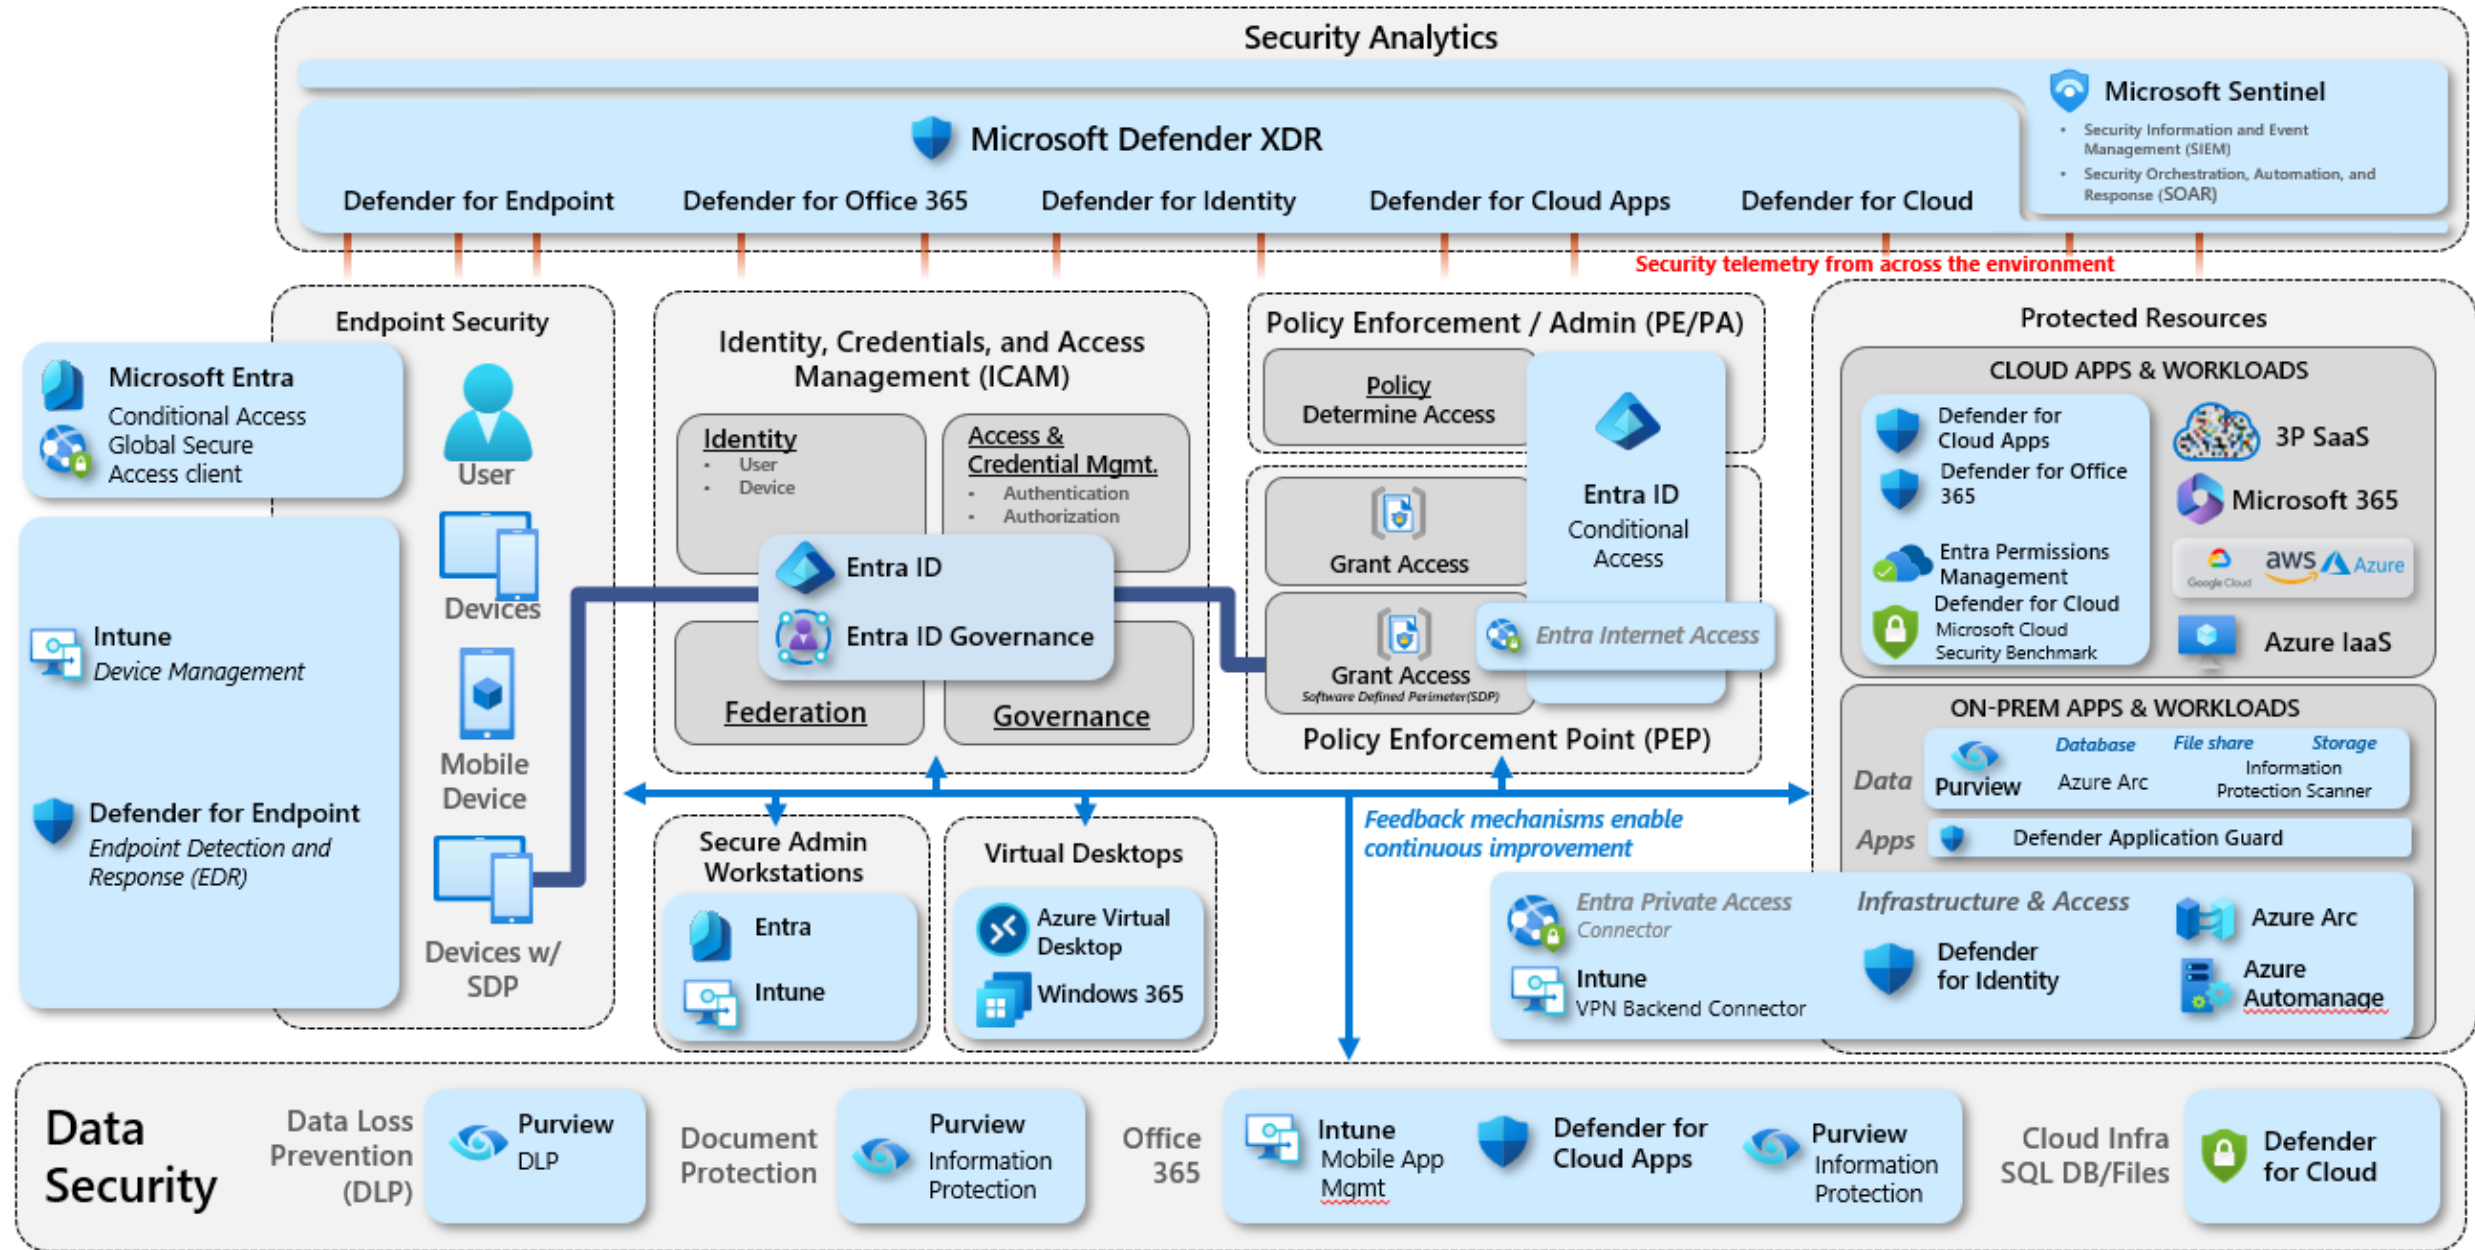 Security Analytics
Microsoft Defender XDR
Defender for Endpoint
Defender for Office 365
Defender for Identity
Defender for Cloud Apps
Defender for Cloud
Microsoft Sentinel
• Security Information and Event
Management (SIEM)
• Security Orchestration, Automation, and
Response (SOAR)
Security telemetry from across the environment
Endpoint Security
Microsoft Entra
Conditional Access
Global Secure
Access client
Intune
Device Management
Defender for Endpoint
Endpoint Detection and
Response (EDR)
User
Devices
Mobile
Device
Devices w/
SDP
Identity, Credentials, and Access
Management (ICAM)
Identity
• User
• Device
Access &
Credential Mgmt.
• Authentication
• Authorization
Entra ID
Entra ID Governance
Federation
Governance
Policy Enforcement / Admin (PE/PA)
Policy
Determine Access
Grant Access
Grant Access
Software Defined Perimeter(SDP)
Entra ID
Conditional
Access
Entra Internet Access
Policy Enforcement Point (PEP)
Feedback mechanisms enable
continuous improvement
Secure Admin
Workstations
Entra
Intune
Virtual Desktops
Azure Virtual
Desktop
Windows 365
Protected Resources
CLOUD APPS & WORKLOADS
Defender for
Cloud Apps
Defender for Office
365
Entra Permissions
Management
Defender for Cloud
Microsoft Cloud
Security Benchmark
3P SaaS
Microsoft 365
Google Cloud
aws
Azure
Azure IaaS
ON-PREM APPS & WORKLOADS
Data
Purview
Database
File share
Storage
Azure Arc
Information
Protection Scanner
Apps
Defender Application Guard
Entra Private Access
Connector
Intune
VPN Backend Connector
Infrastructure & Access
Defender
for Identity
Azure Arc
Azure
Automanage
Data
Security
Data Loss
Prevention
(DLP)
Purview
DLP
Document
Protection
Purview
Information
Protection
Office
365
Intune
Mobile App
Mgmt
Defender for
Cloud Apps
Purview
Information
Protection
Cloud Infra
SQL DB/Files
Defender
for Cloud